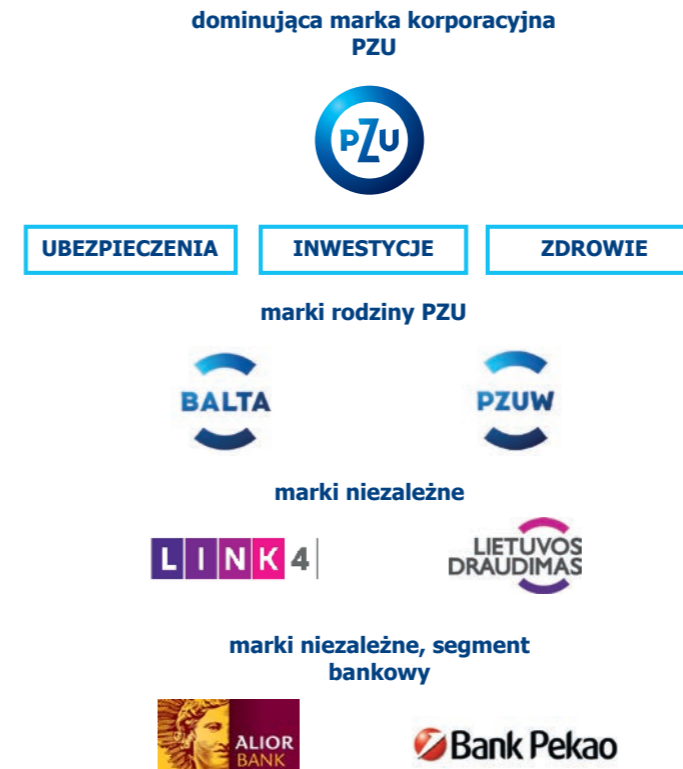 dominująca marka korporacyjna
PZU
PZU
UBEZPIECZENIA INWESTYCJE ZDROWIE
marki rodziny PZU
BALTA PZUW
marki niezależne
LINK4 LIETUVOS
DRAUDIMAS
marki niezależne, segment
bankowy
ALIOR
BANK
Bank Pekao